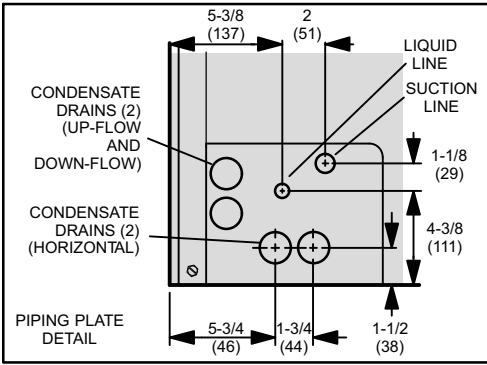 5-3/8
(137)
2
(51)
LIQUID
LINE
SUCTION
LINE
CONDENSATE
DRAINS (2)
(UP-FLOW
AND
DOWN-FLOW)
1-1/8
(29)
CONDENSATE
DRAINS (2)
(HORIZONTAL)
4-3/8
(111)
PIPING PLATE
DETAIL
5-3/4
(46)
1-3/4
(44)
1-1/2
(38)